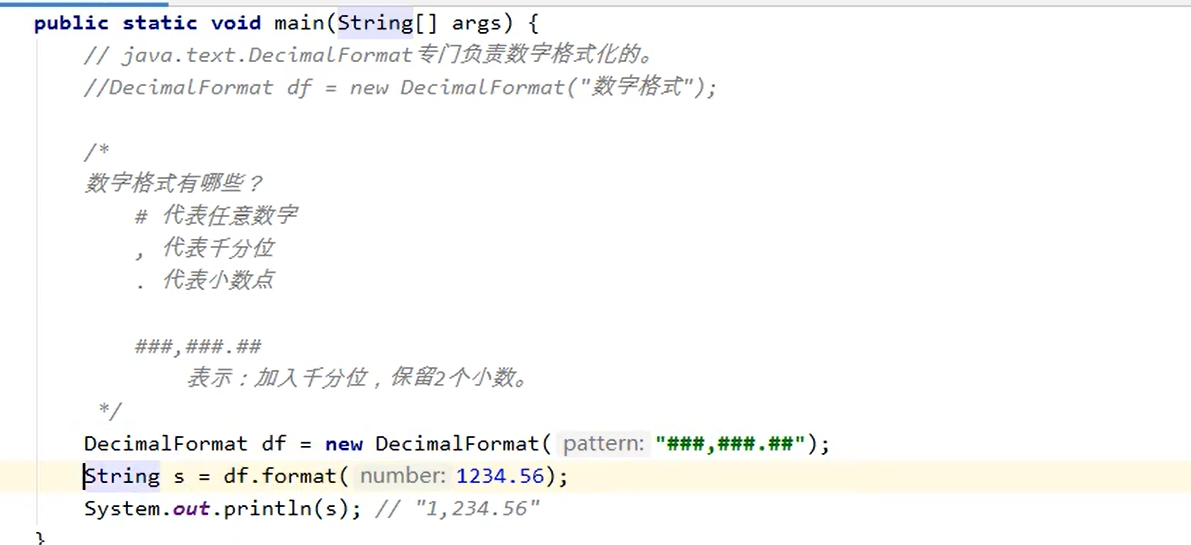 public static void main(String[] args) {
// java.text.DecimalFormat专门负责数字格式化的。
//DecimalFormat df = new DecimalFormat("数字格式");
/*
数字格式有哪些？
# 代表任意数字
, 代表千分位
. 代表小数点
###,###.##
表示：加入千分位，保留2个小数。
*/
DecimalFormat df = new DecimalFormat( pattern: "###,###.##");
String s = df.format( number: 1234.56);
System.out.println(s); // "1,234.56"
}